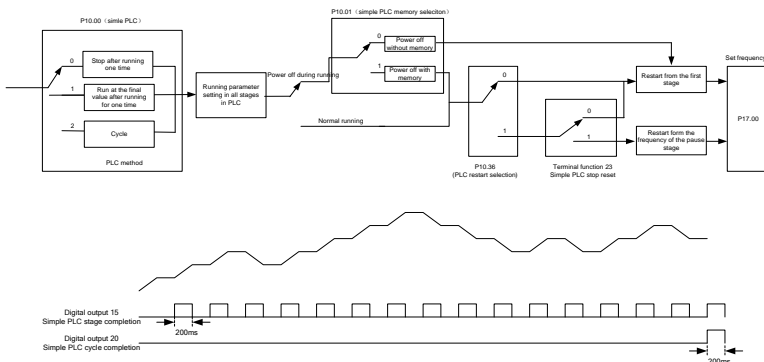 P10.00（simle PLC）
0
Stop after running
one time
1
Run at the final
value after running
for one time
2
Cycle
PLC method
Running parameter
setting in all stages
in PLC
Power off during running
P10.01（simple PLC memory seleciton）
0
Power off
without memory
1
Power off with
memory
Normal running
0
1
P10.36
(PLC restart selection)
0
1
Terminal function 23
Simple PLC stop reset
Restart from the first
stage
Restart form the
frequency of the pause
stage
Set frequency
P17.00
Digital output 15
Simple PLC stage completion
200ms
Digital output 20
Simple PLC cycle completion
200ms